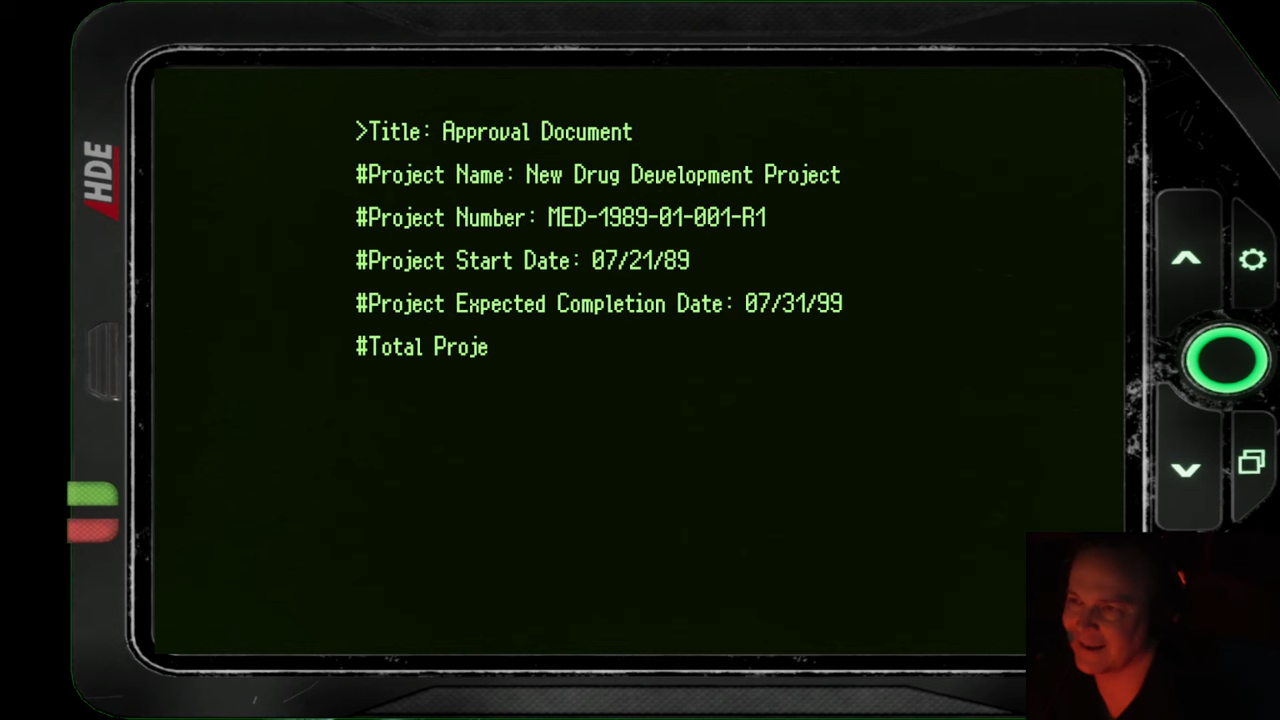 HDE
>Title: Approval Document
#Project Name: New Drug Development Project
#Project Number: MED-1989-01-001-R1
#Project Start Date: 07/21/89
#Project Expected Completion Date: 07/31/99
#Total Proje